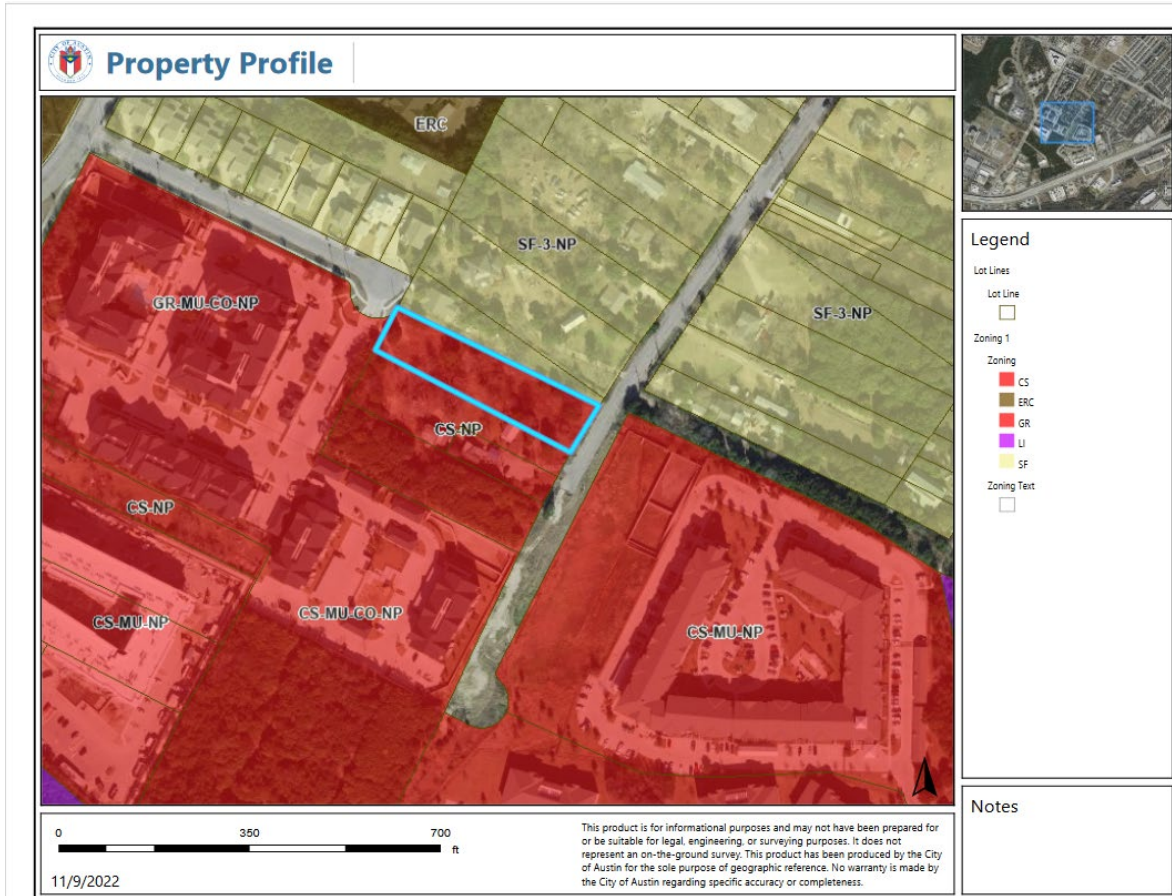 CITY OF AUSTIN
Property Profile
ERC
SF-3-NP
GR-MU-CO-NP
SF-3-NP
CS-NP
CS-NP
CS-MU-CO-NP
CS-MU-NP
CS-MU-NP
Legend
Lot Lines
Lot Line
Zoning 1
Zoning
CS
ERC
GR
LI
SF
Zoning Text
Notes
0 350 700
ft
11/9/2022
This product is for informational purposes and may not have been prepared for
or be suitable for legal, engineering, or surveying purposes. It does not
represent an on-the-ground survey. This product has been produced by the City
of Austin for the sole purpose of geographic reference. No warranty is made by
the City of Austin regarding specific accuracy or completeness.